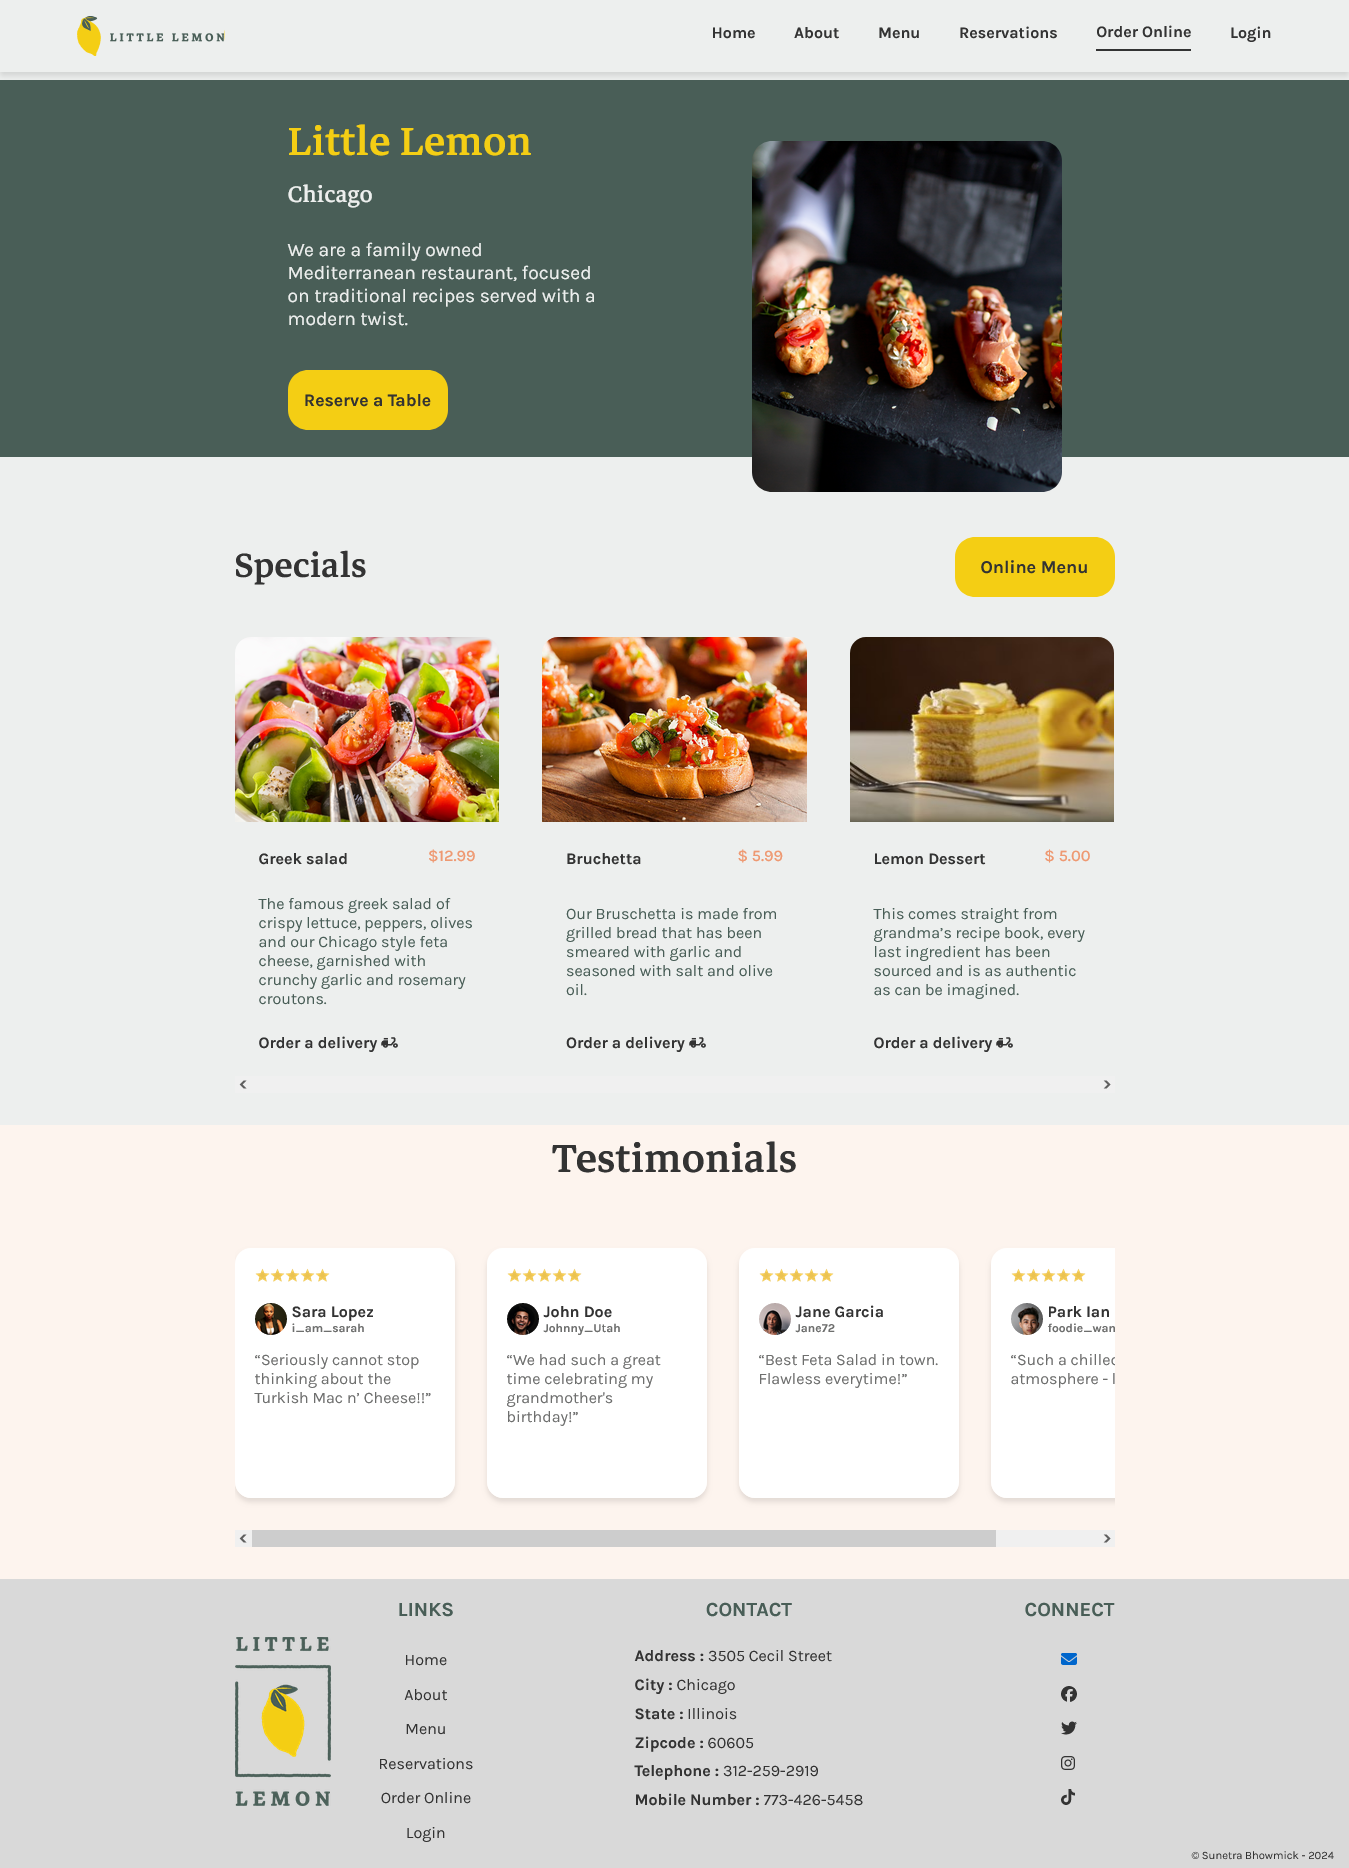 LITTLE LEMON
Home
About
Menu
Reservations
Order Online
Login
Little Lemon
Chicago
We are a family owned
Mediterranean restaurant, focused
on traditional recipes served with a
modern twist.
Reserve a Table
Specials
Online Menu
Greek salad
$12.99
The famous greek salad of
crispy lettuce, peppers, olives
and our Chicago style feta
cheese, garnished with
crunchy garlic and rosemary
croutons.
Order a delivery
Bruchetta
$ 5.99
Our Bruschetta is made from
grilled bread that has been
smeared with garlic and
seasoned with salt and olive
oil.
Order a delivery
Lemon Dessert
$ 5.00
This comes straight from
grandma’s recipe book, every
last ingredient has been
sourced and is as authentic
as can be imagined.
Order a delivery
Testimonials
Sara Lopez
i_am_sarah
“Seriously cannot stop
thinking about the
Turkish Mac n’ Cheese!!”
John Doe
Johnny_Utah
“We had such a great
time celebrating my
grandmother's
birthday!”
Jane Garcia
Jane72
“Best Feta Salad in town.
Flawless everytime!”
Park Ian
foodie_wan
“Such a chilled
atmosphere -
LITTLE
LEMON
LINKS
Home
About
Menu
Reservations
Order Online
Login
CONTACT
Address : 3505 Cecil Street
City : Chicago
State : Illinois
Zipcode : 60605
Telephone : 312-259-2919
Mobile Number : 773-426-5458
CONNECT
© Sunetra Bhowmick - 2024